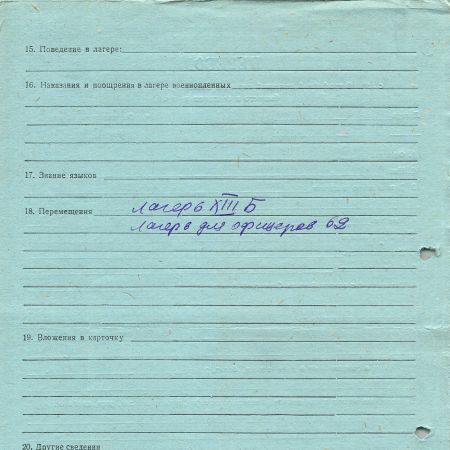 15. Поведение в лагере:
16. Наказания и поощрения в лагере военнопленных
17. Знание языков
18. Перемещения лагерь XIII Б
лагерь для офицеров 62
19. Вложения в карточку
20. Другие сведения